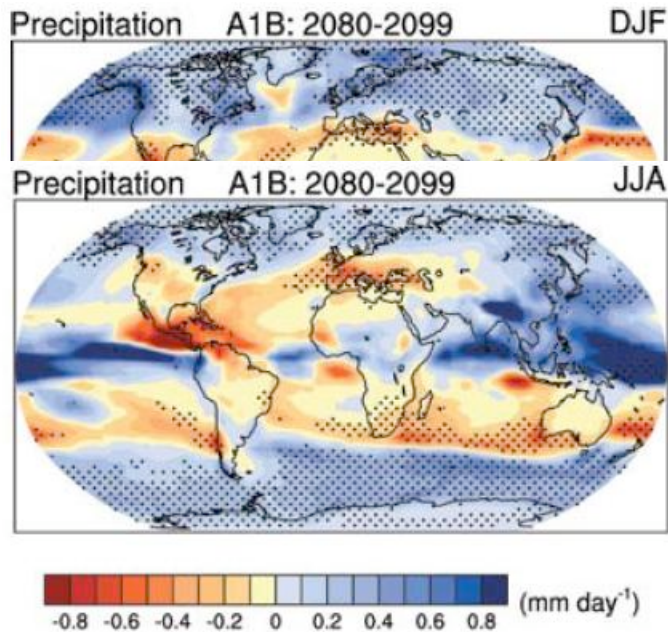 Precipitation A1B: 2080-2099 DJF
Precipitation A1B: 2080-2099 JJA
-0.8 -0.6 -0.4 -0.2 0 0.2 0.4 0.6 0.8 (mm day⁻¹)